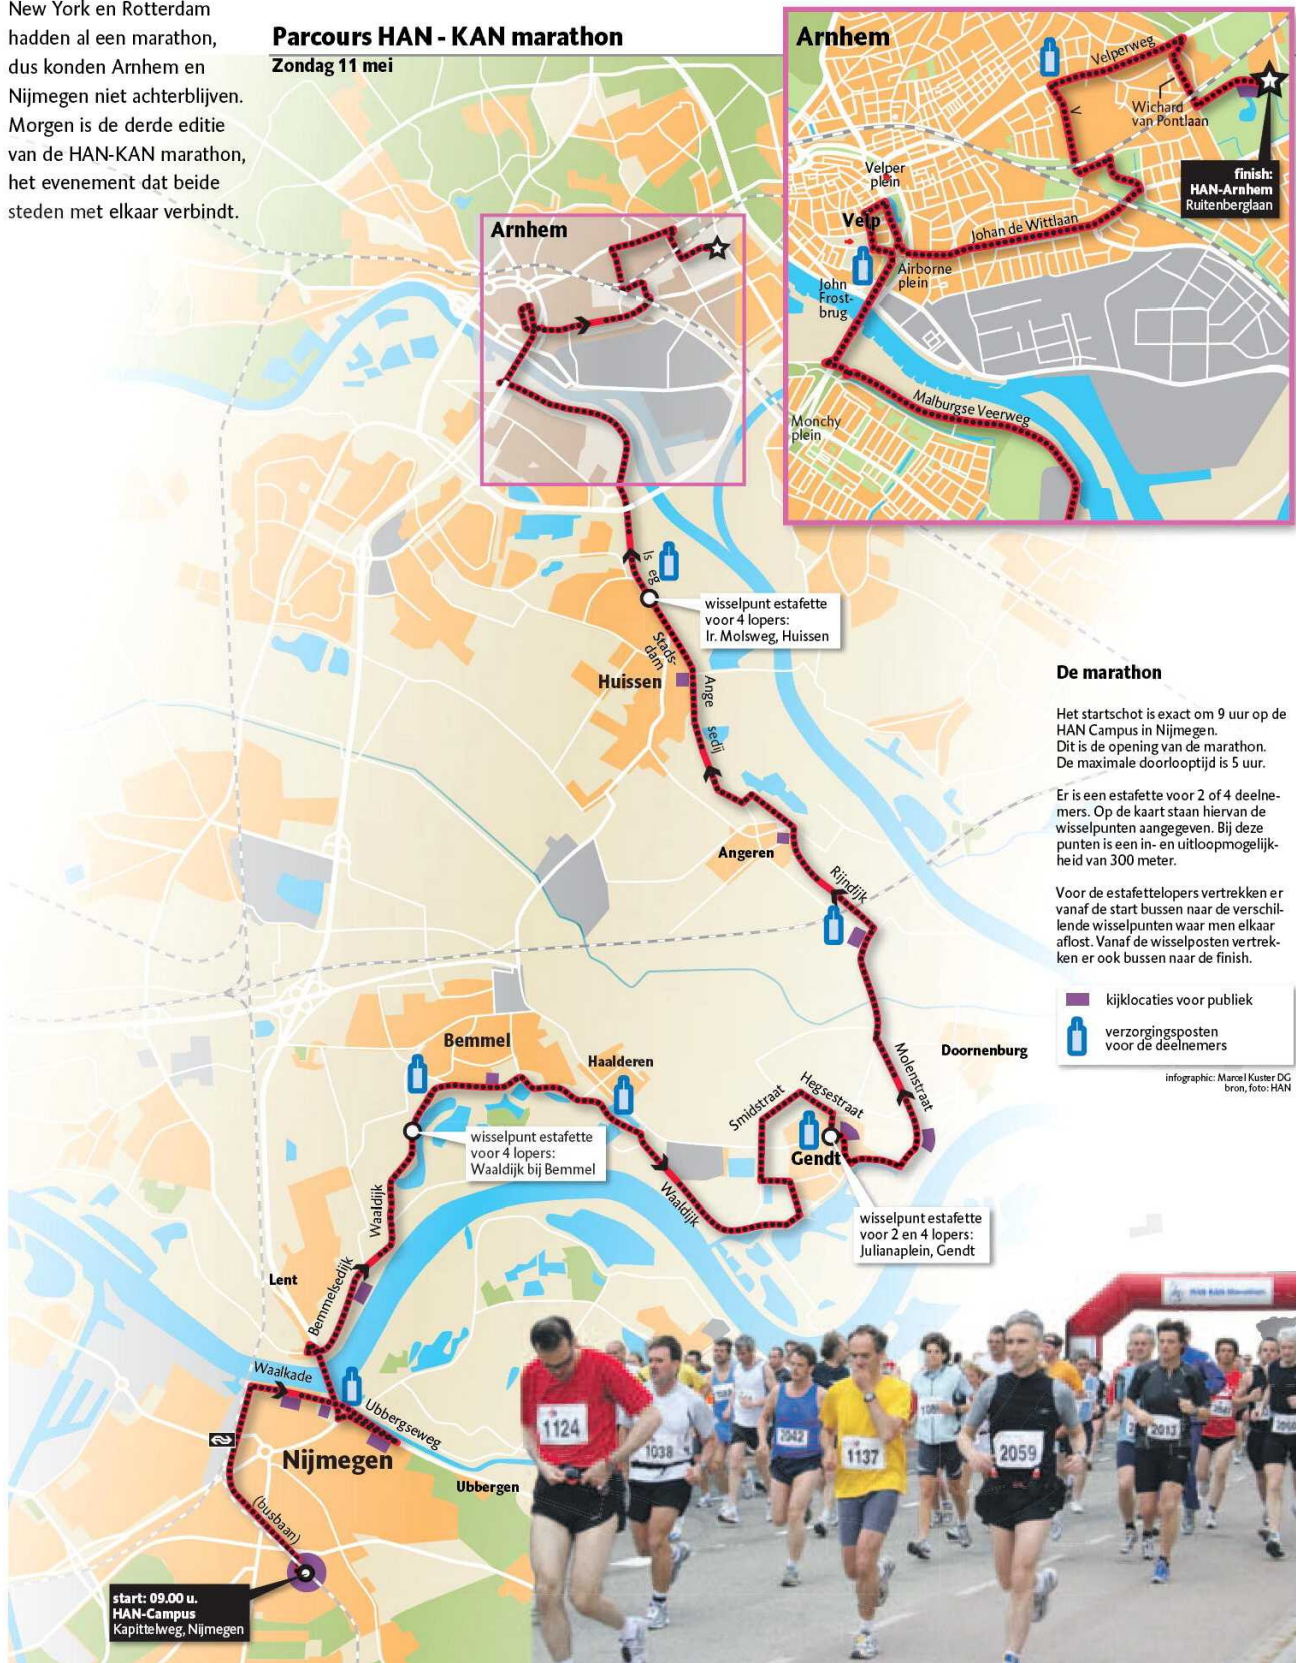 New York en Rotterdam
hadden al een marathon,
dus konden Arnhem en
Nijmegen niet achterblijven.
Morgen is de derde editie
van de HAN-KAN marathon,
het evenement dat beide
steden met elkaar verbindt.
Parcours HAN - KAN marathon
Zondag 11 mei
Arnhem
Velperweg
Wichard
van Pontlaan
finish:
HAN-Arnhem
Ruitenberglaan
Velper
plein
Velp
Johan de Wittlaan
Airborne
plein
John
Frost-
brug
Malburgse Veerweg
Monchy
plein
Arnhem
Is eg
wisselpunt estafette
voor 4 lopers:
Ir. Molsweg, Huissen
Stads-
dam
Huissen
Ange sedij
Angeren
Rijndijk
De marathon
Het startschot is exact om 9 uur op de
HAN Campus in Nijmegen.
Dit is de opening van de marathon.
De maximale doorlooptijd is 5 uur.
Er is een estafette voor 2 of 4 deelne-
mers. Op de kaart staan hiervan de
wisselpunten aangegeven. Bij deze
punten is een in- en uitloopmogelijk-
heid van 300 meter.
Voor de estafettelopers vertrekken er
vanaf de start bussen naar de verschil-
lende wisselpunten waar men elkaar
aflost. Vanaf de wisselposten vertrek-
ken er ook bussen naar de finish.
kijklocaties voor publiek
verzorgingsposten
voor de deelnemers
infographic: Marcel Kuster DG
bron, foto: HAN
Bemmel
Haalderen
Doornenburg
Molenstraat
Hegsestraat
Smidstraat
Gendt
wisselpunt estafette
voor 4 lopers:
Waaldijk bij Bemmel
Waaldijk
Waaldijk
wisselpunt estafette
voor 2 en 4 lopers:
Julianaplein, Gendt
Lent
Bemmelsedijk
Waalkade
Ubbergseweg
Nijmegen
Ubbergen
(busbaan)
start: 09.00 u.
HAN-Campus
Kapittelweg, Nijmegen
HAN KAN Marathon
1124
1038
2042
1137
2059
2013